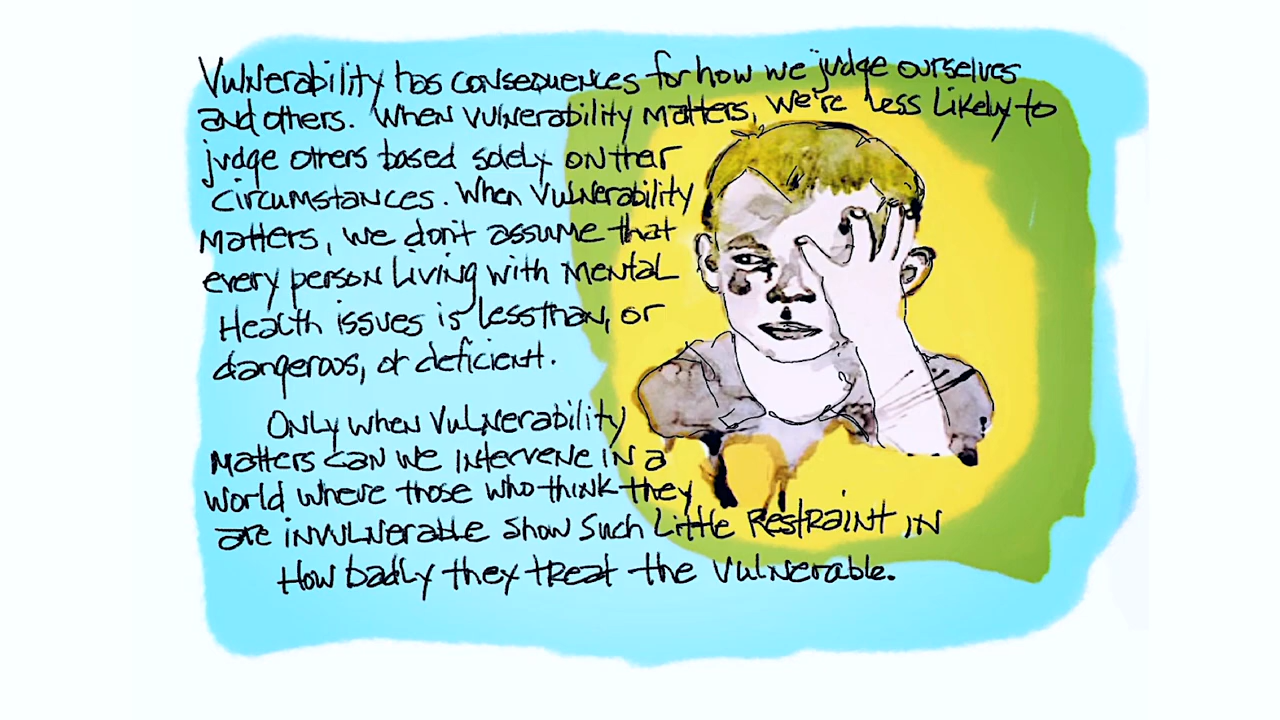 Vulnerability has consequences for how we judge ourselves
and others. When vulnerability matters, we're less likely to
judge others based solely on their
circumstances. When vulnerability
matters, we don't assume that
every person living with mental
Health issues is less than, or
dangerous, or deficient.
Only when vulnerability
matters can we intervene in a
world where those who think they
are invulnerable show such little restraint in
How badly they treat the vulnerable.